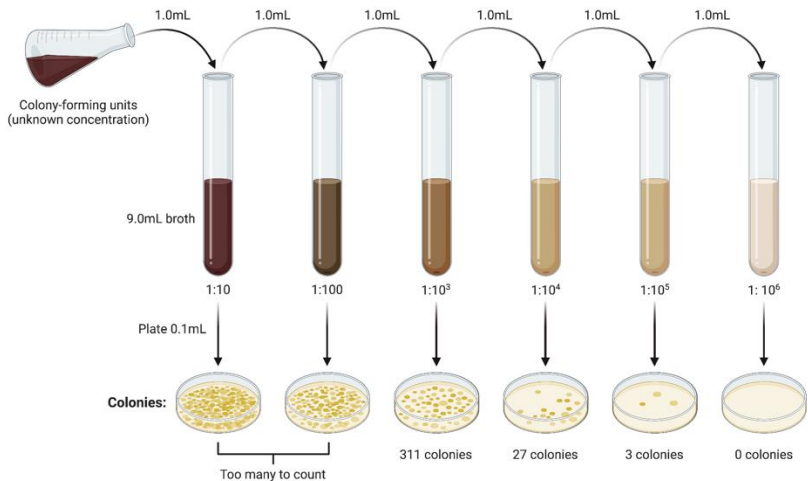 1.0mL 1.0mL 1.0mL 1.0mL 1.0mL 1.0mL
Colony-forming units
(unknown concentration)
9.0mL broth
1:10 1:100 1:10³ 1:10⁴ 1:10⁵ 1: 10⁶
Plate 0.1mL
Colonies:
311 colonies 27 colonies 3 colonies 0 colonies
Too many to count